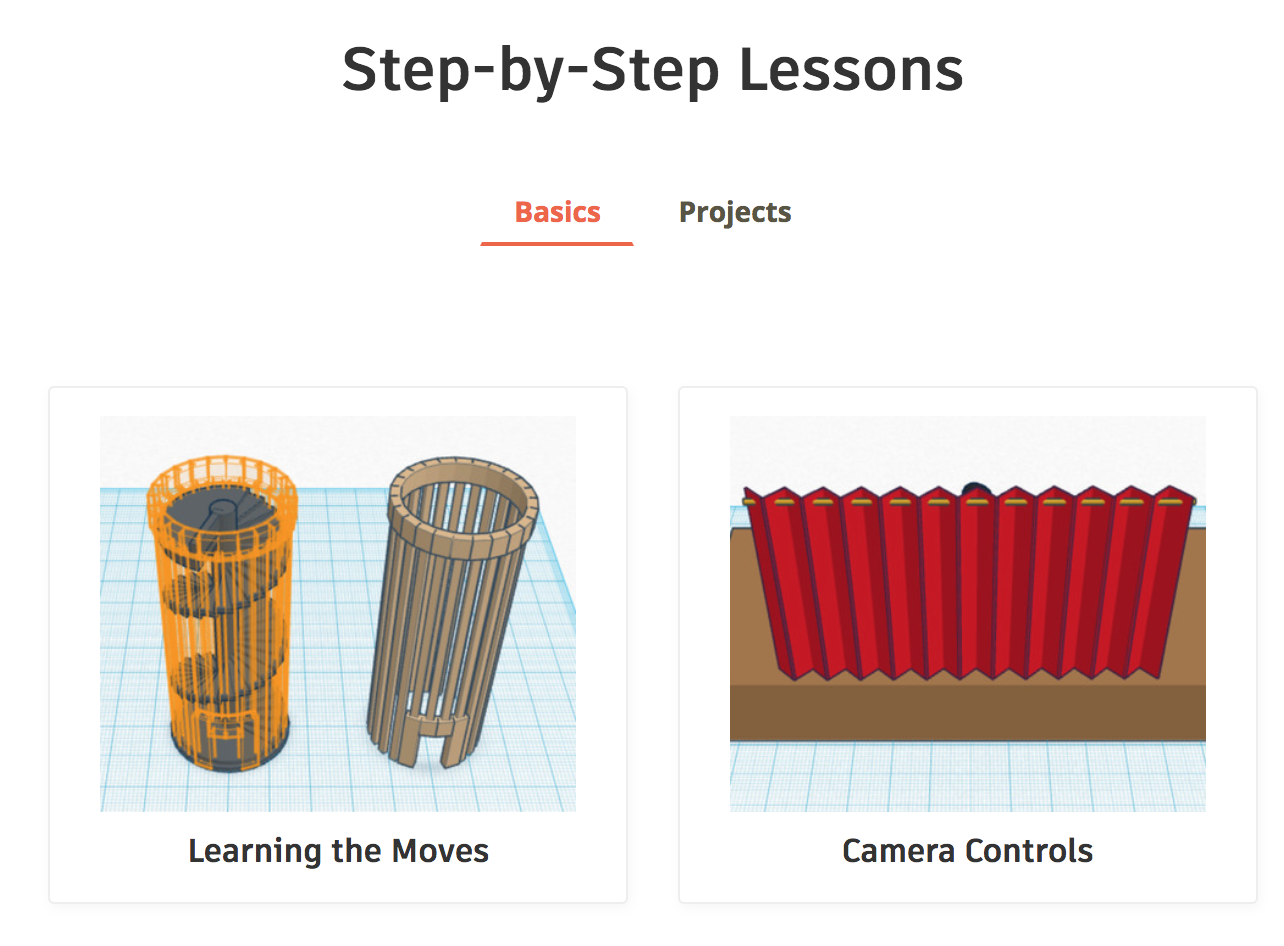 Step-by-Step Lessons
Basics Projects
Learning the Moves
Camera Controls